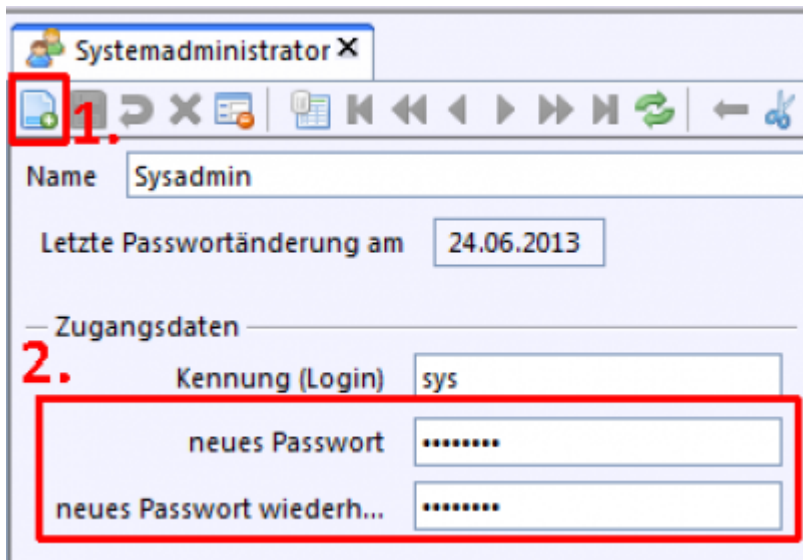 Systemadministrator
1.
Name Sysadmin
Letzte Passwortänderung am 24.06.2013
Zugangsdaten
2.
Kennung (Login) sys
neues Passwort ••••••••
neues Passwort wiederh... ••••••••